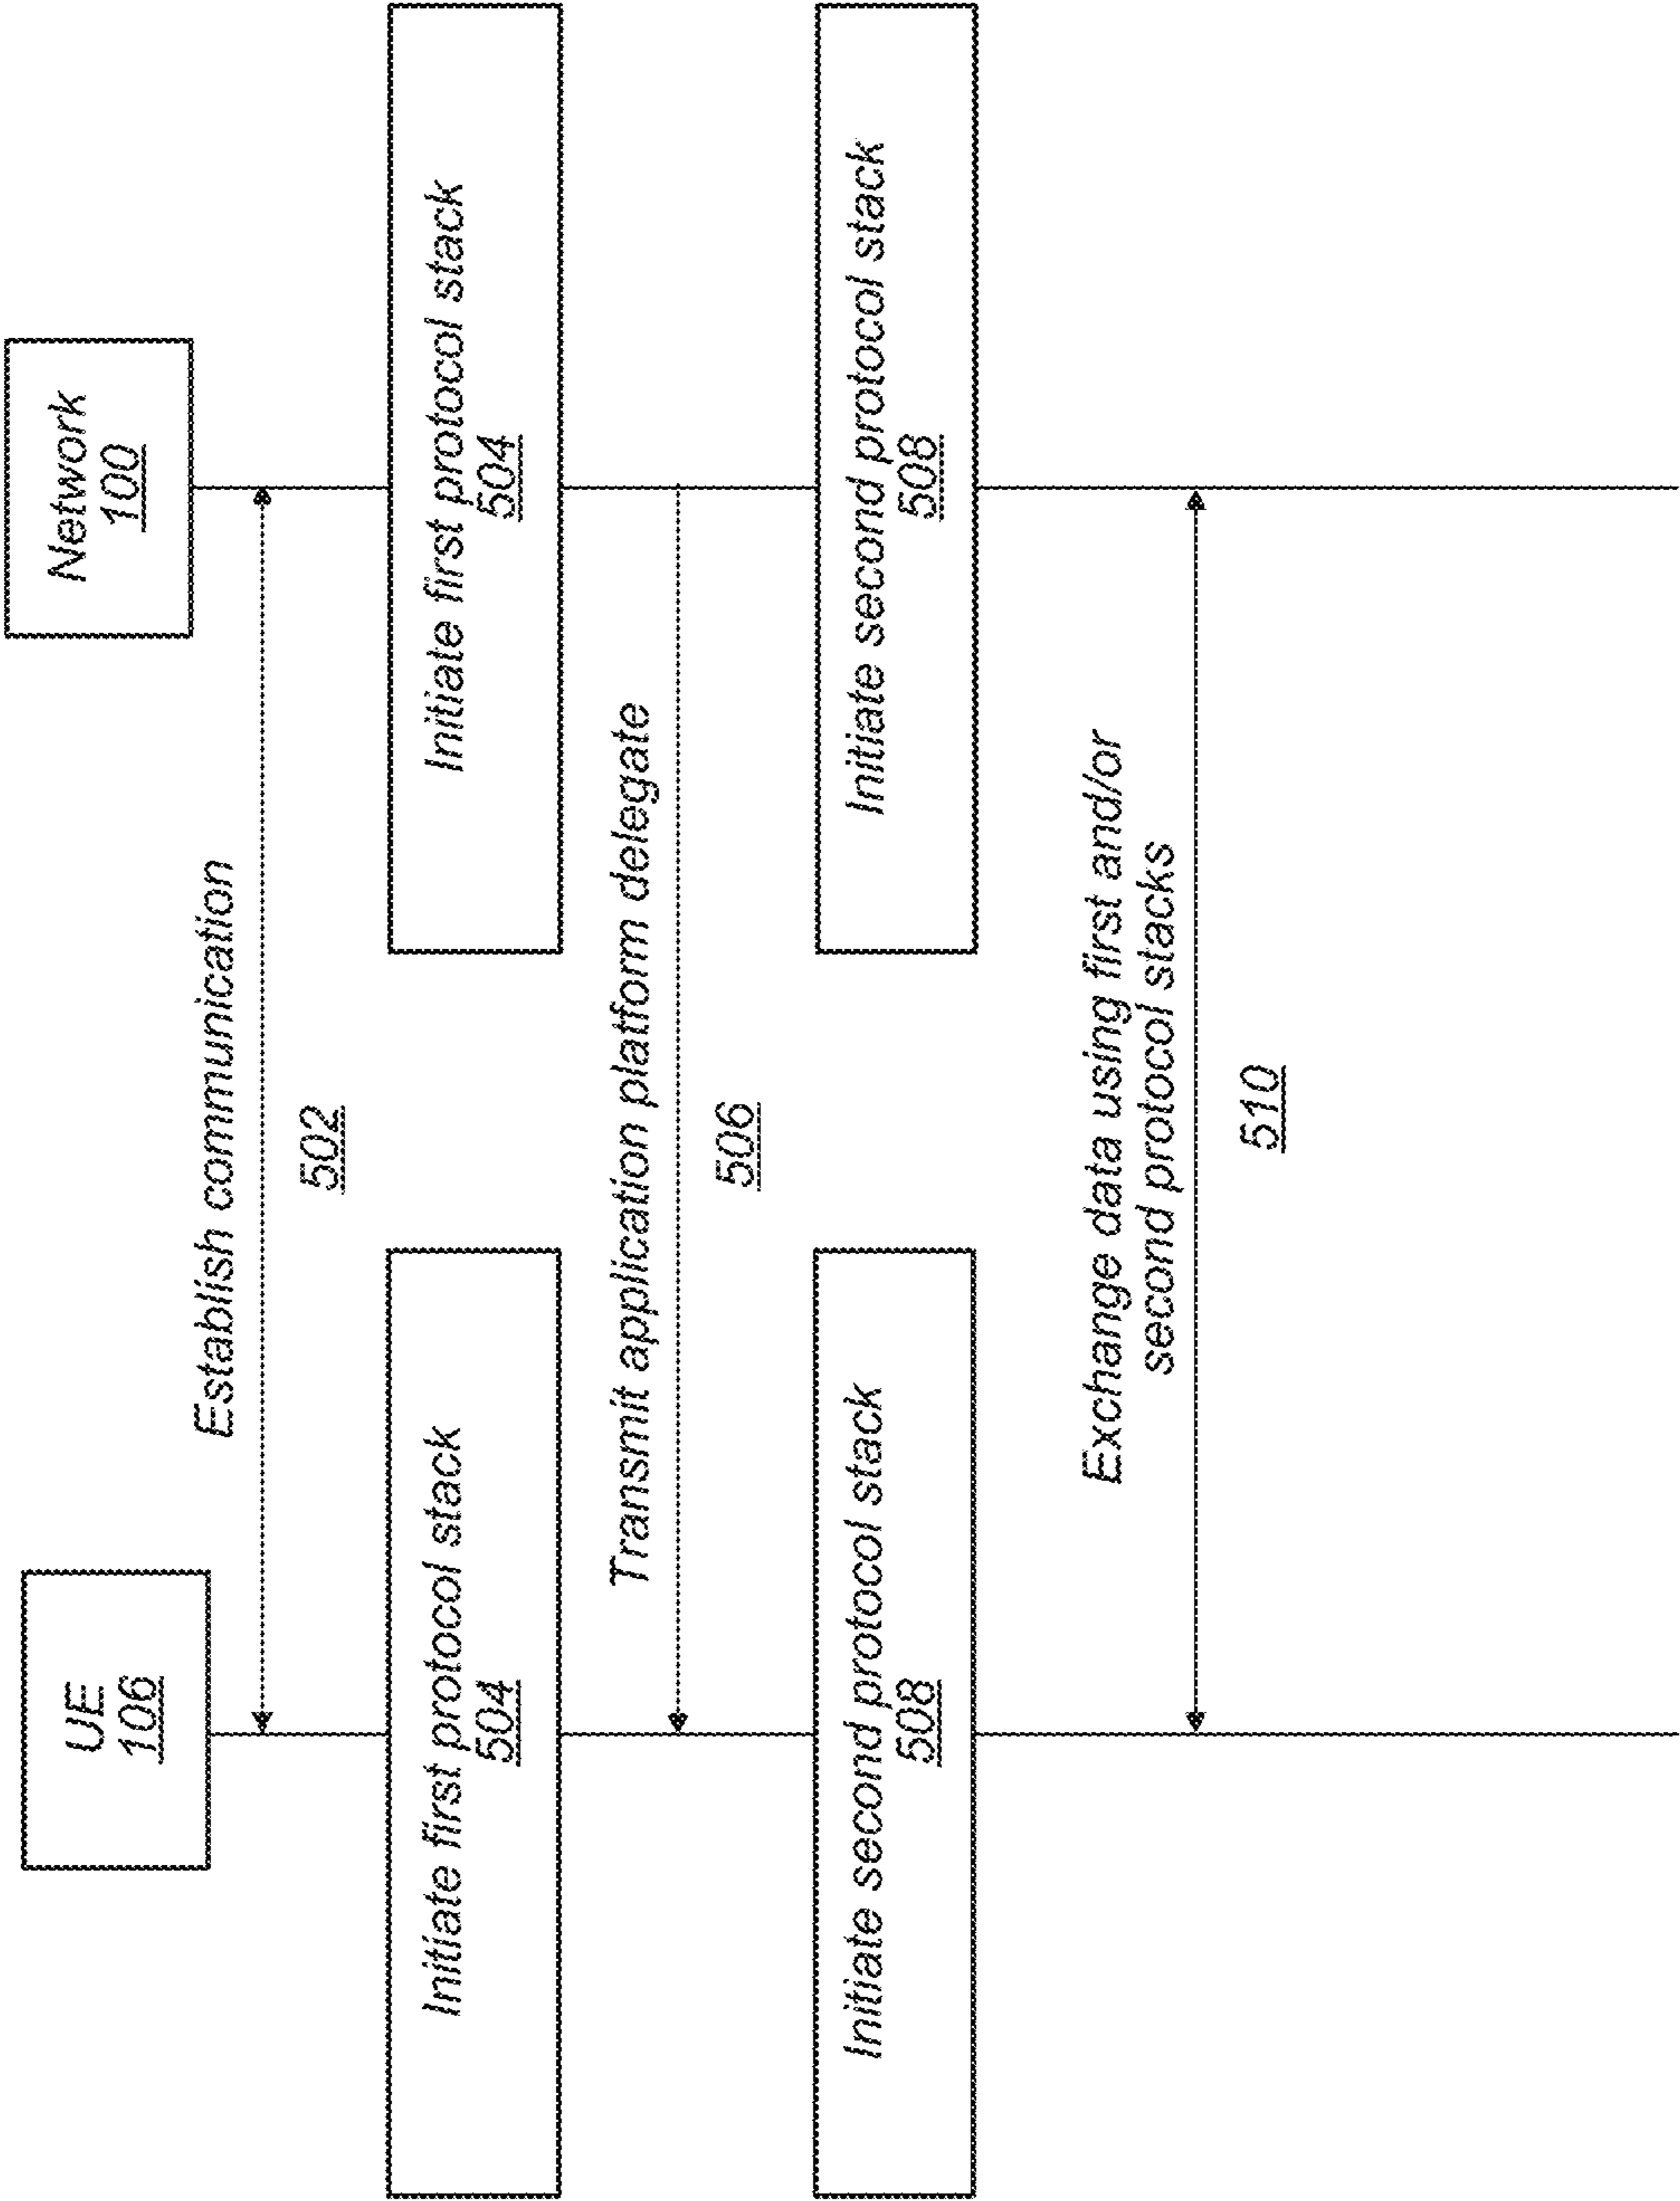 UE
106
Network
100
Establish communication
502
Initiate first protocol stack
504
Initiate first protocol stack
504
Transmit application platform delegate
506
Initiate second protocol stack
508
Initiate second protocol stack
508
Exchange data using first and/or
second protocol stacks
510